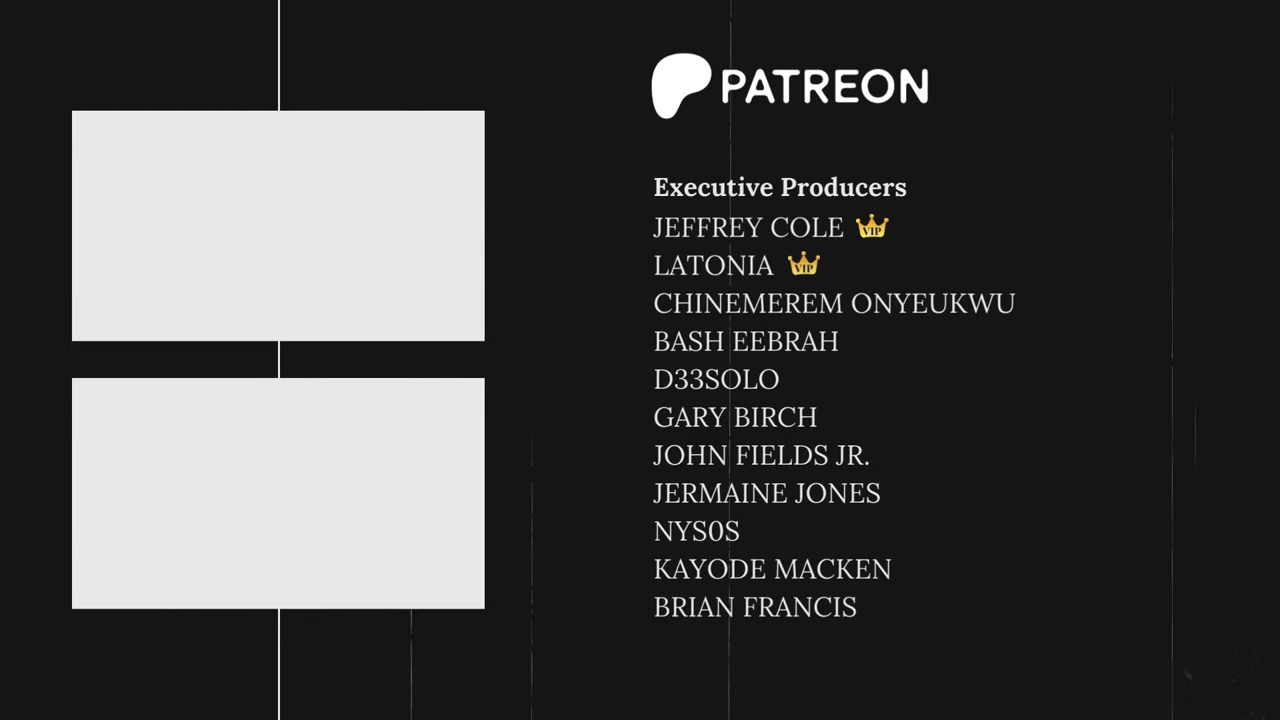 PATREON
Executive Producers
JEFFREY COLE VIP
LATONIA VIP
CHINEMEREM ONYEUKWU
BASH EEBRAH
D33SOLO
GARY BIRCH
JOHN FIELDS JR.
JERMAINE JONES
NYS0S
KAYODE MACKEN
BRIAN FRANCIS